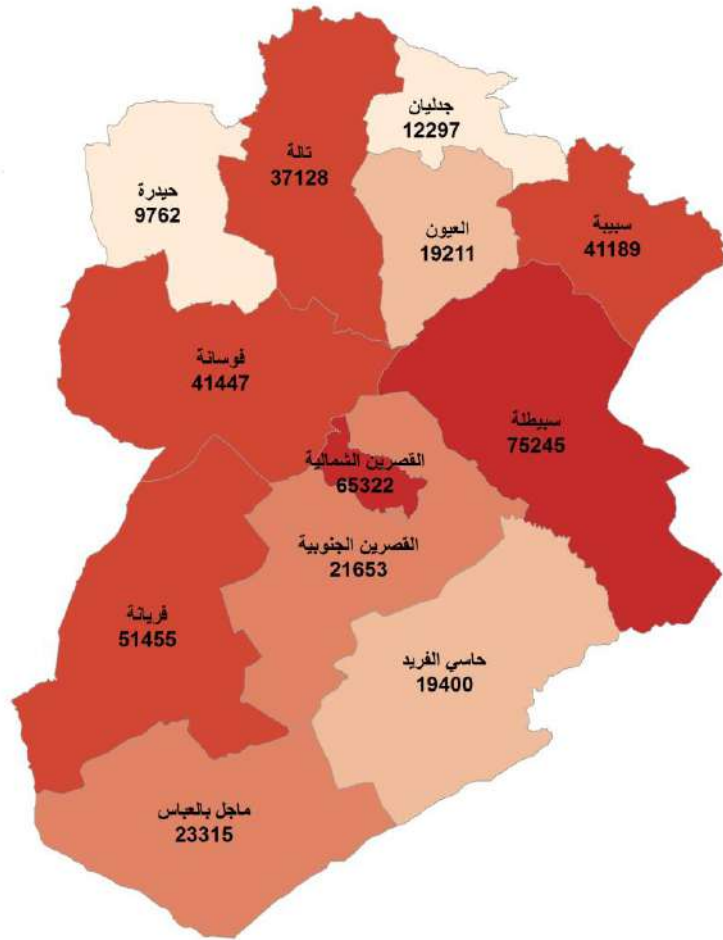 جدليان
12297
تالة
37128
حيدرة
9762
العيون
19211
سبيبة
41189
فوسانة
41447
سبيطلة
75245
القصرين الشمالية
65322
القصرين الجنوبية
21653
فريانة
51455
حاسي الفريد
19400
ماجل بالعباس
23315